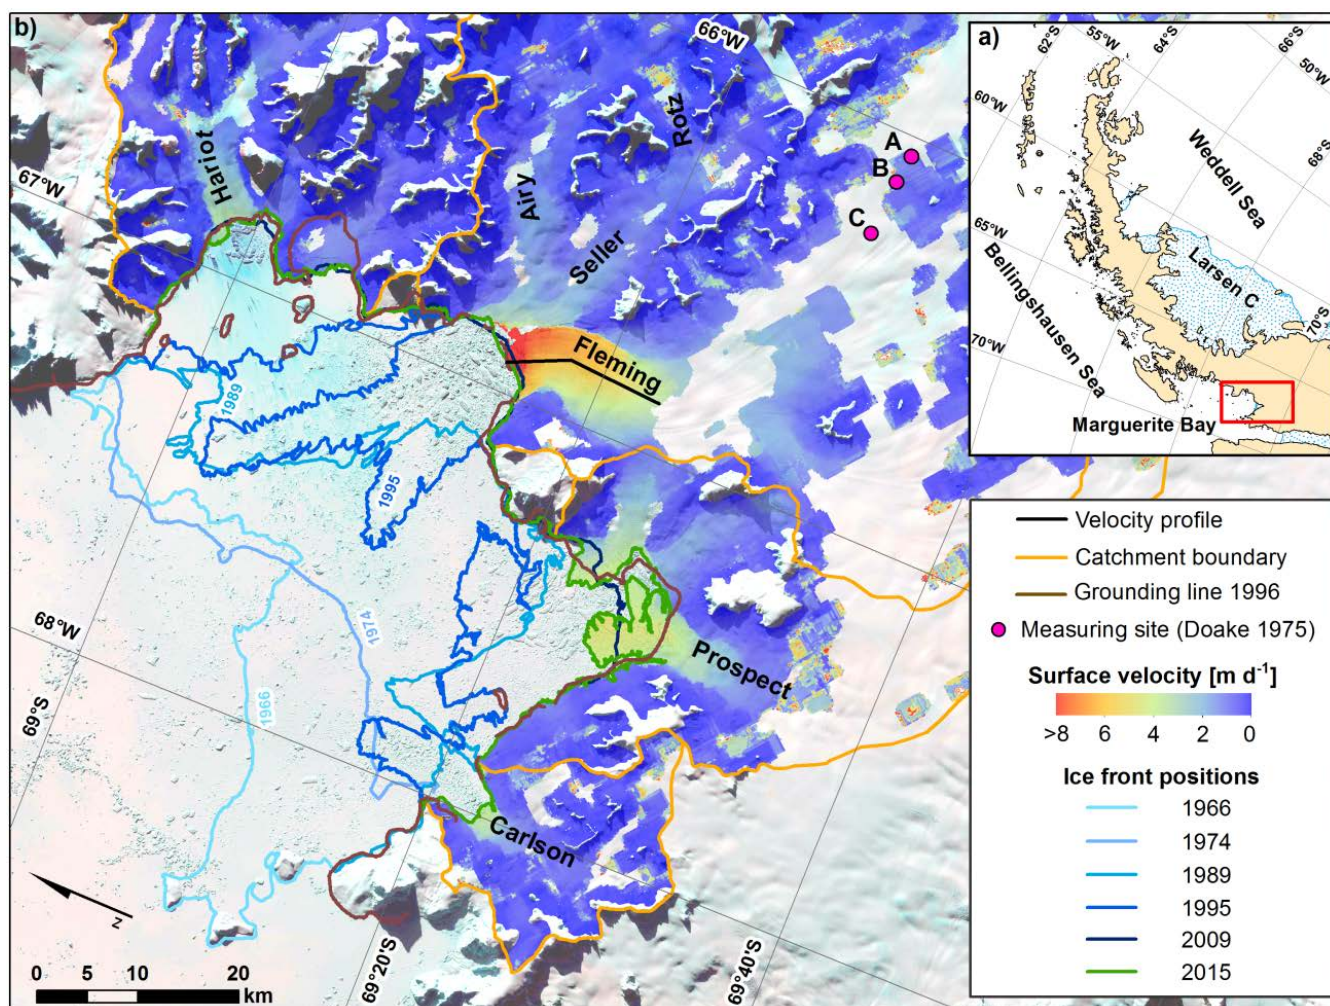 b)
66°W
67°W
Hariot
Airy
Rotz
Seller
A
B
C
Fleming
1989
1995
1974
1966
68°W
69°S
Prospect
Carlson
69°20'S
69°40'S
N
0 5 10 20
km
a)
62°S
55°W
64°S
66°S
50°W
60°W
Weddell Sea
68°S
65°W
Larsen C
Bellingshausen Sea
70°S
70°W
Marguerite Bay
Velocity profile
Catchment boundary
Grounding line 1996
Measuring site (Doake 1975)
Surface velocity [m d⁻¹]
>8 6 4 2 0
Ice front positions
1966
1974
1989
1995
2009
2015